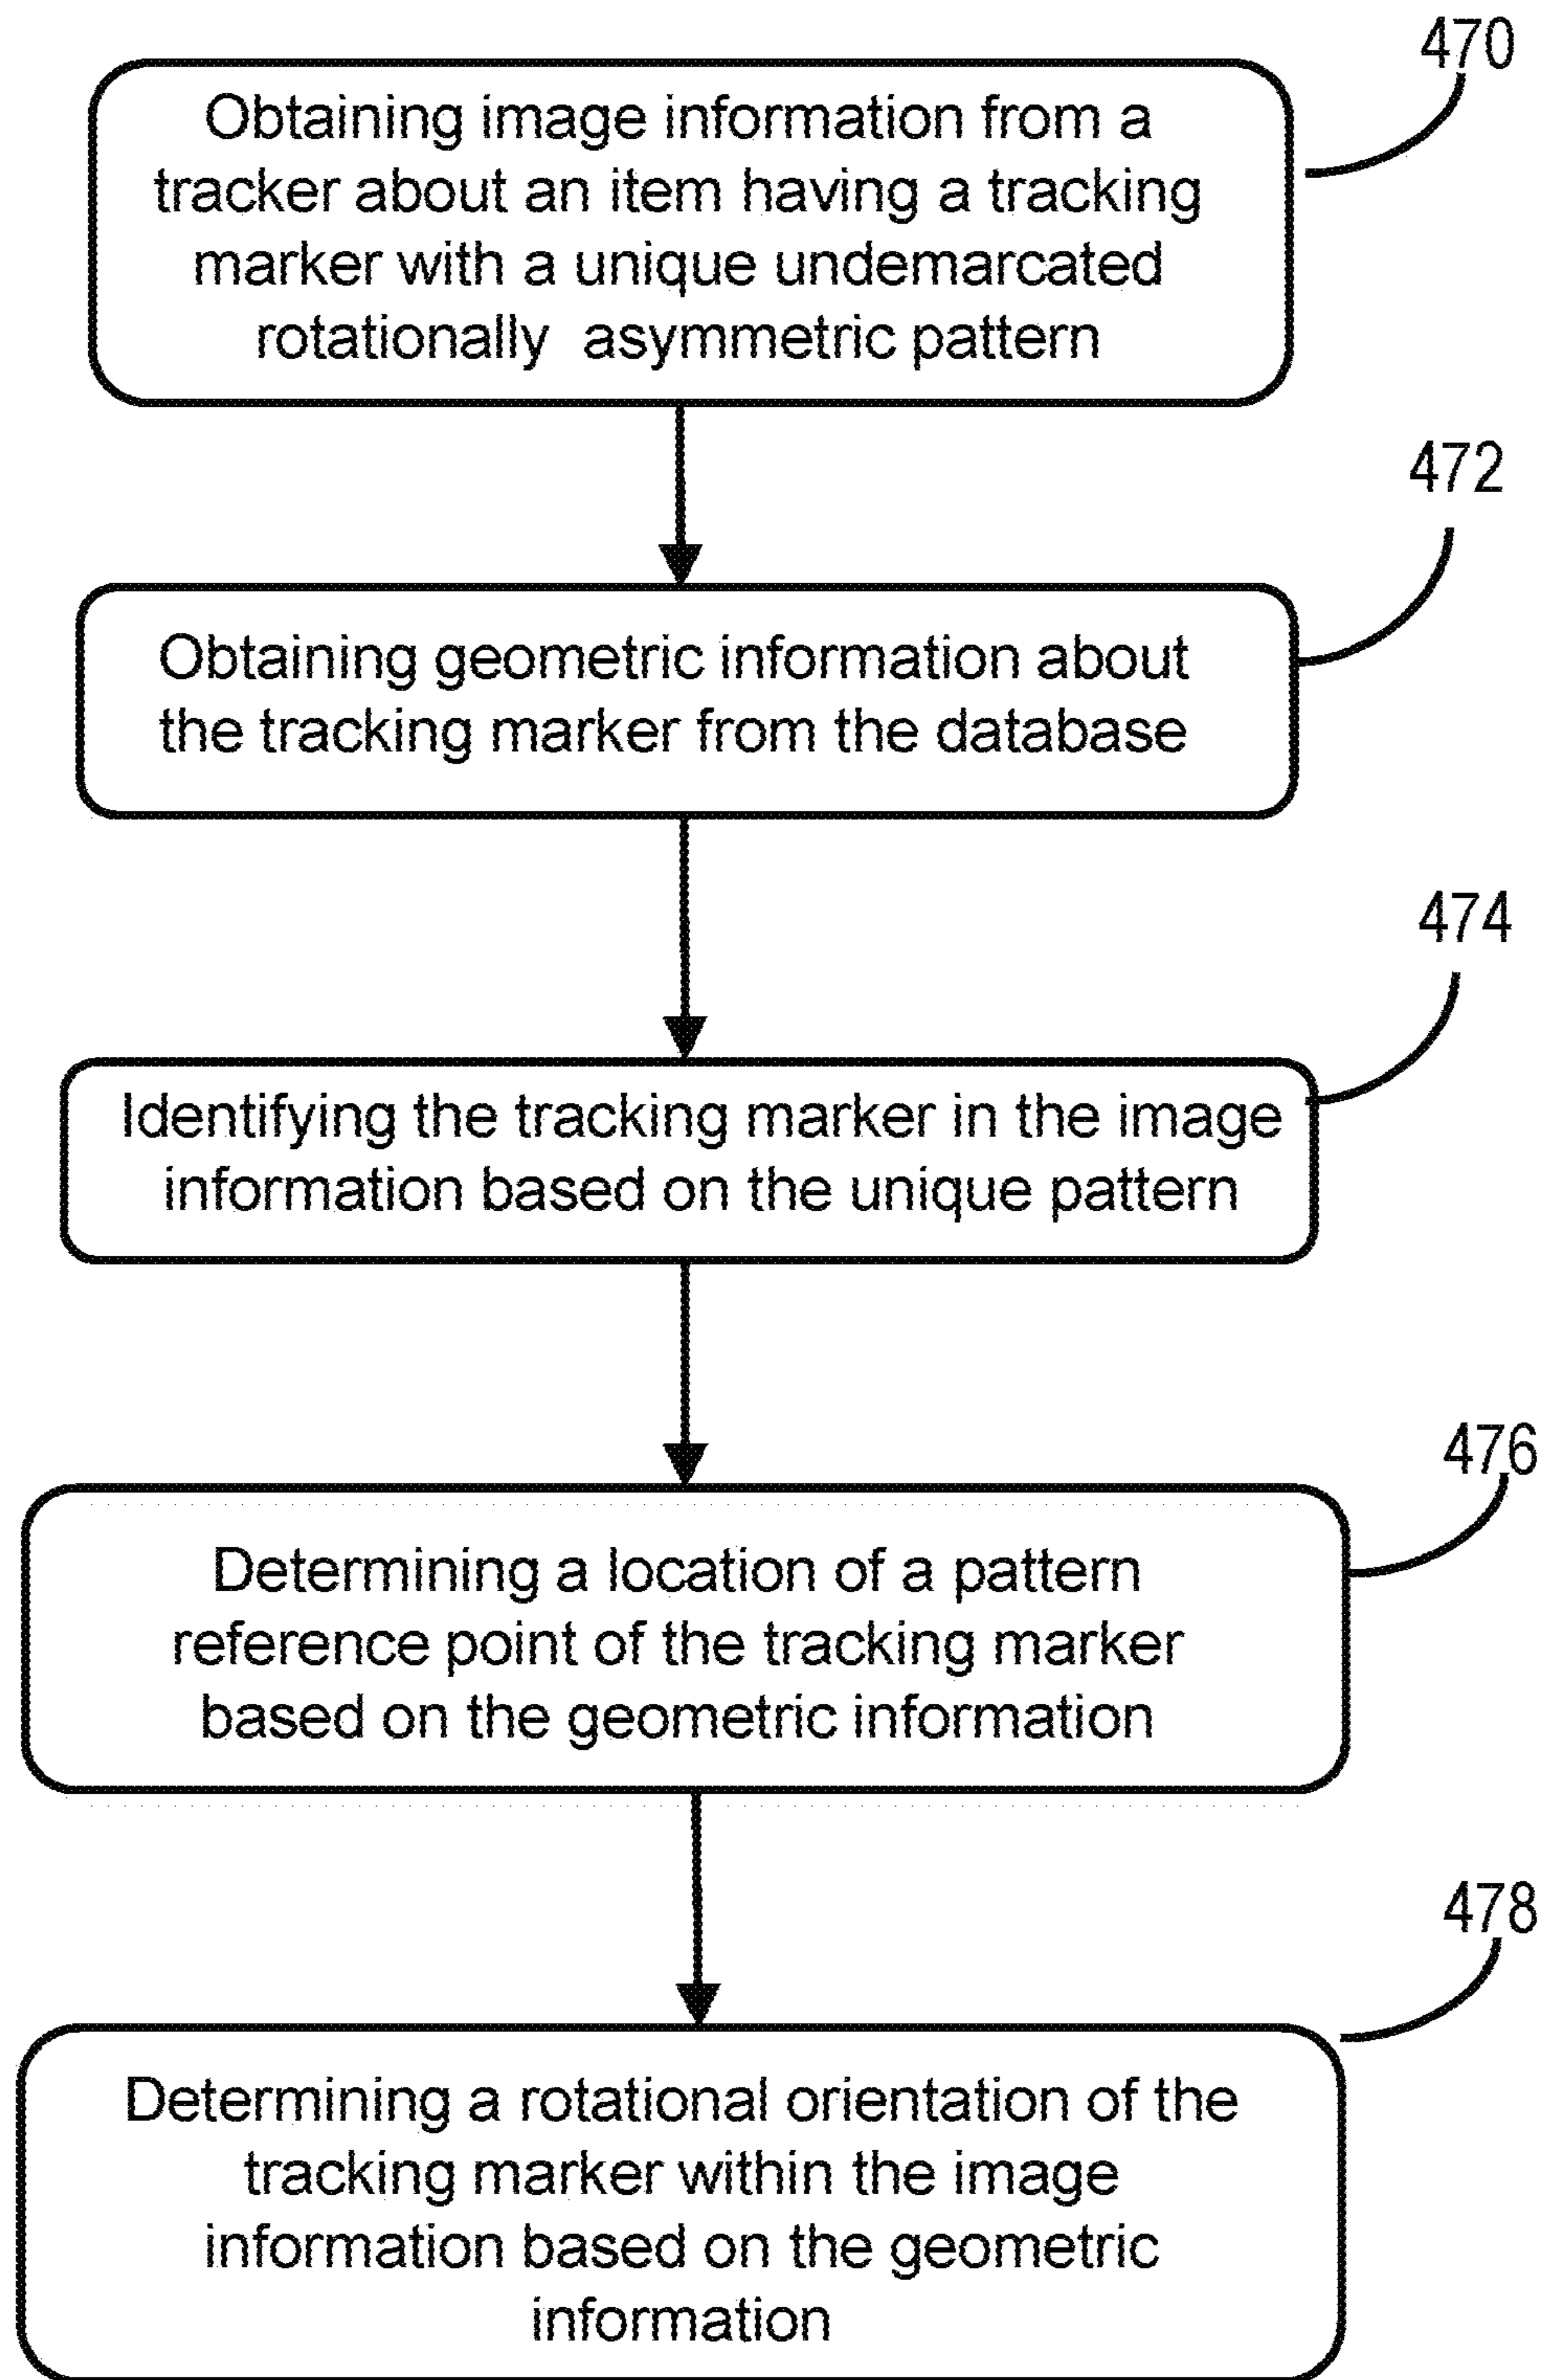 470
Obtaining image information from a
tracker about an item having a tracking
marker with a unique undemarcated
rotationally asymmetric pattern
472
Obtaining geometric information about
the tracking marker from the database
474
Identifying the tracking marker in the image
information based on the unique pattern
476
Determining a location of a pattern
reference point of the tracking marker
based on the geometric information
478
Determining a rotational orientation of the
tracking marker within the image
information based on the geometric
information